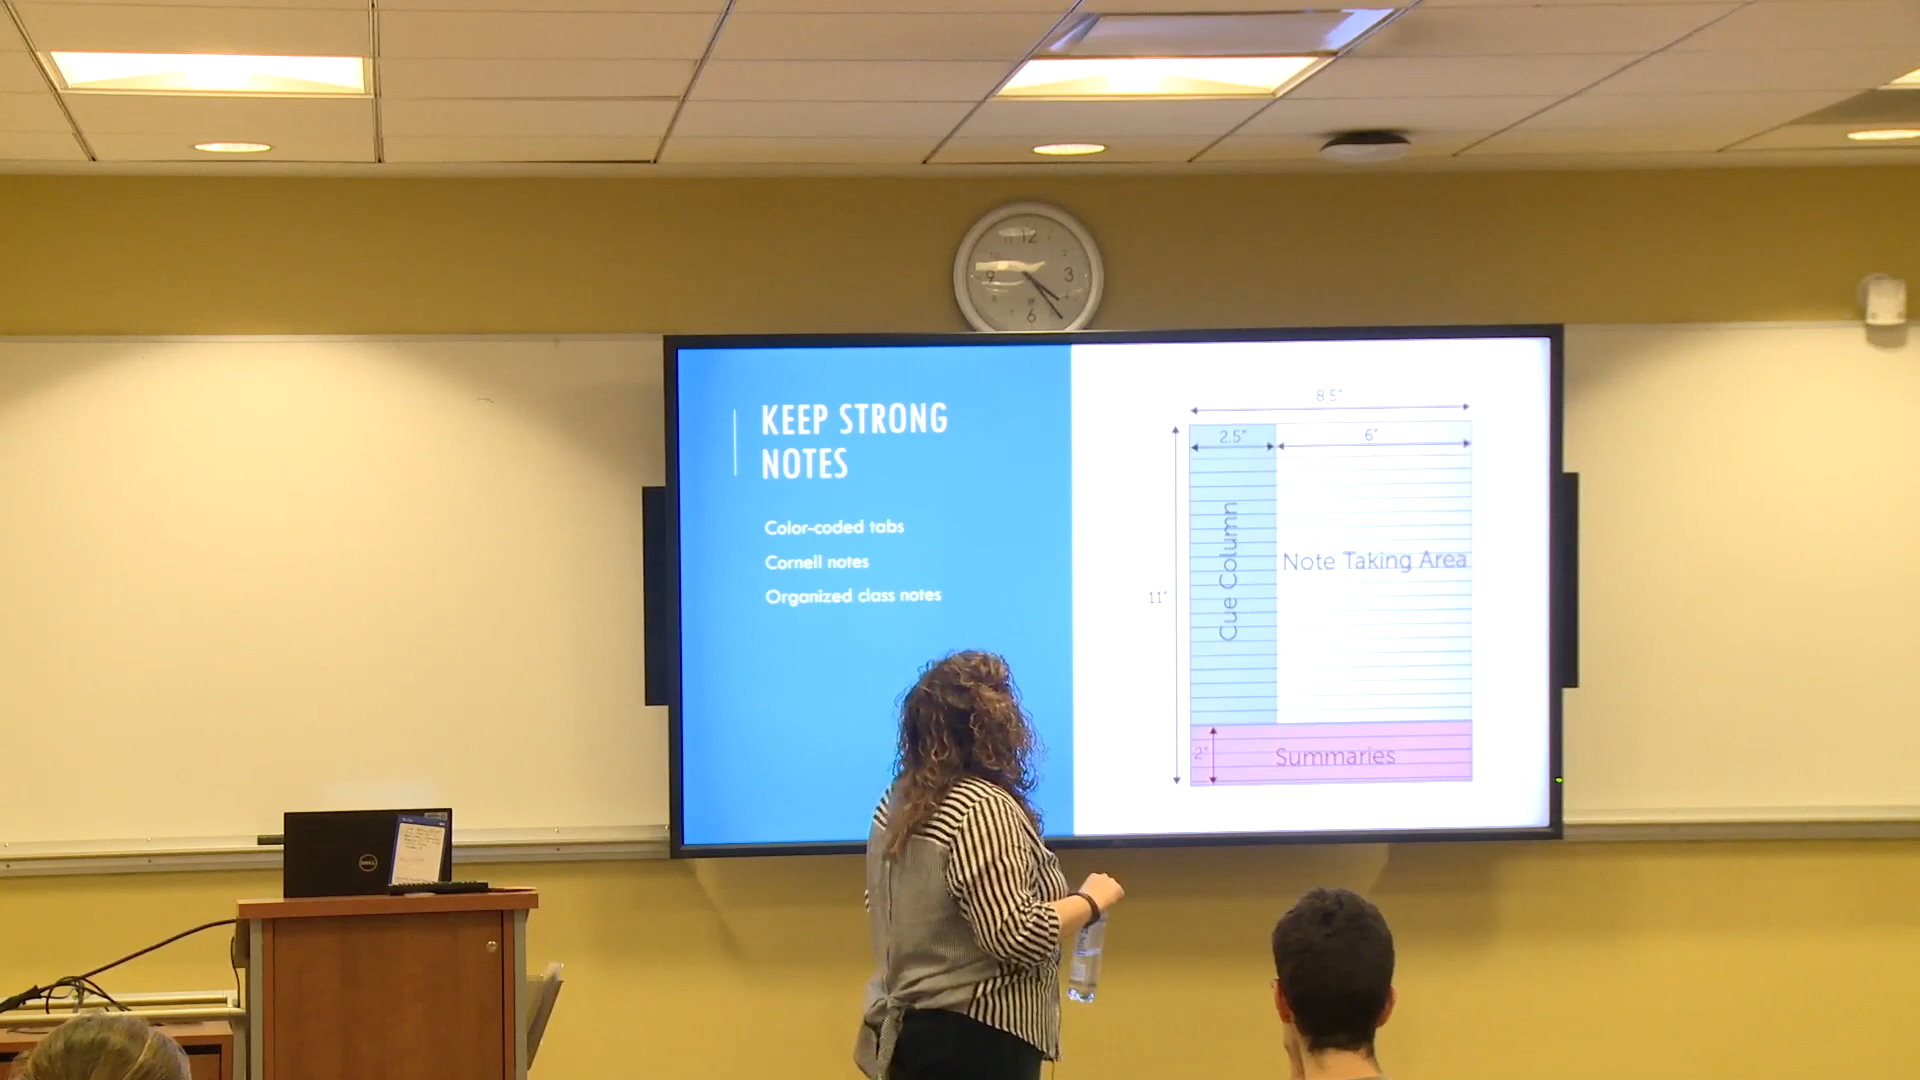 12
3
9
6
KEEP STRONG
NOTES
Color-coded tabs
Cornell notes
Organized class notes
8.5"
2.5"
6"
Cue Column
Note Taking Area
11"
2"
Summaries
DELL